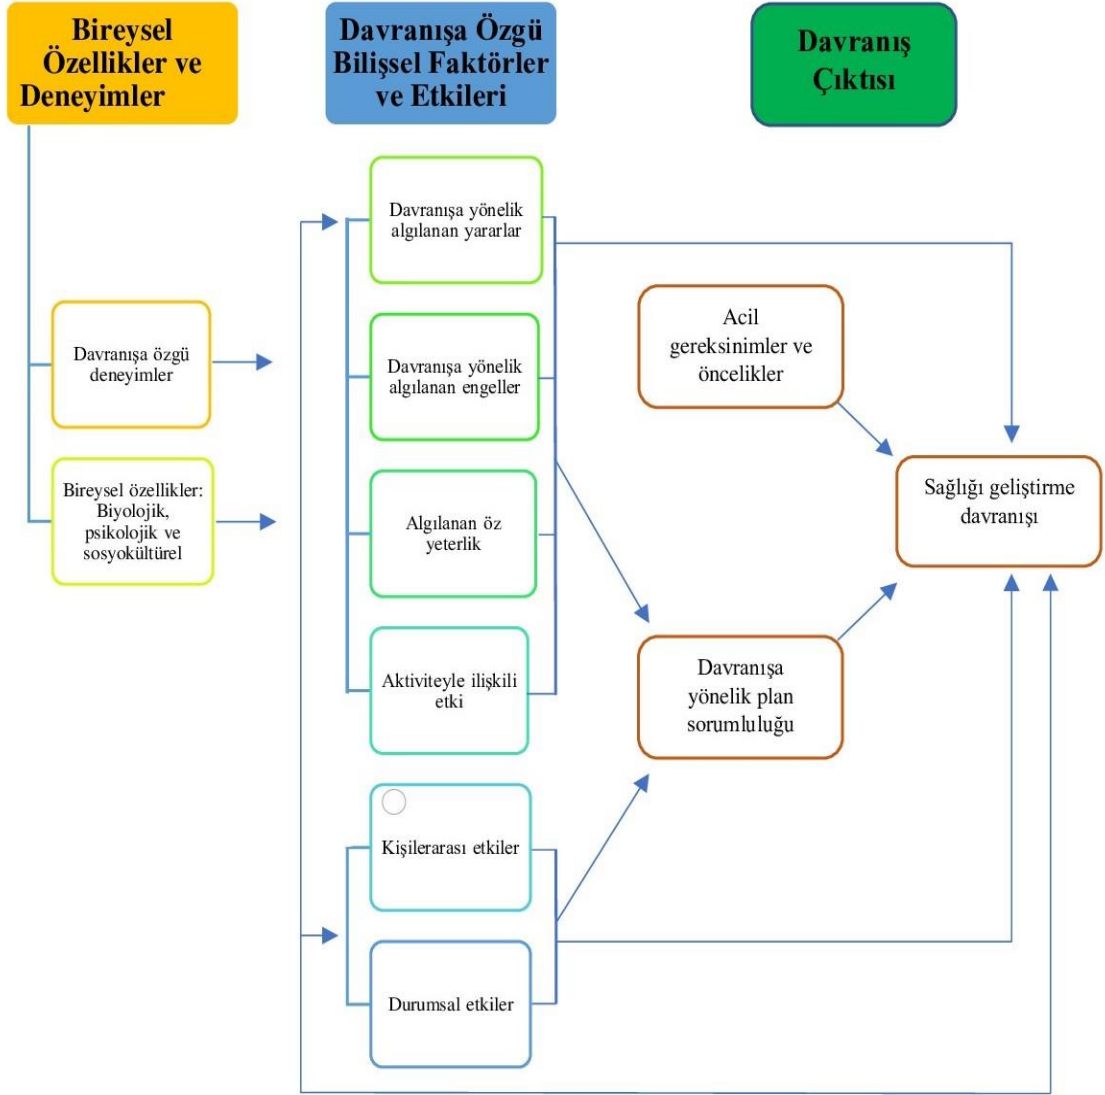 Bireysel
Özellikler ve
Deneyimler
Davranışa Özgü
Bilişsel Faktörler
ve Etkileri
Davranış
Çıktısı
Davranışa özgü
deneyimler
Bireysel özellikler:
Biyolojik,
psikolojik ve
sosyokültürel
Davranışa yönelik
algılanan yararlar
Davranışa yönelik
algılanan engeller
Algılanan öz
yeterlik
Aktiviteyle ilişkili
etki
Kişilerarası etkiler
Durumsal etkiler
Acil
gereksinimler ve
öncelikler
Davranışa
yönelik plan
sorumluluğu
Sağlığı geliştirme
davranışı